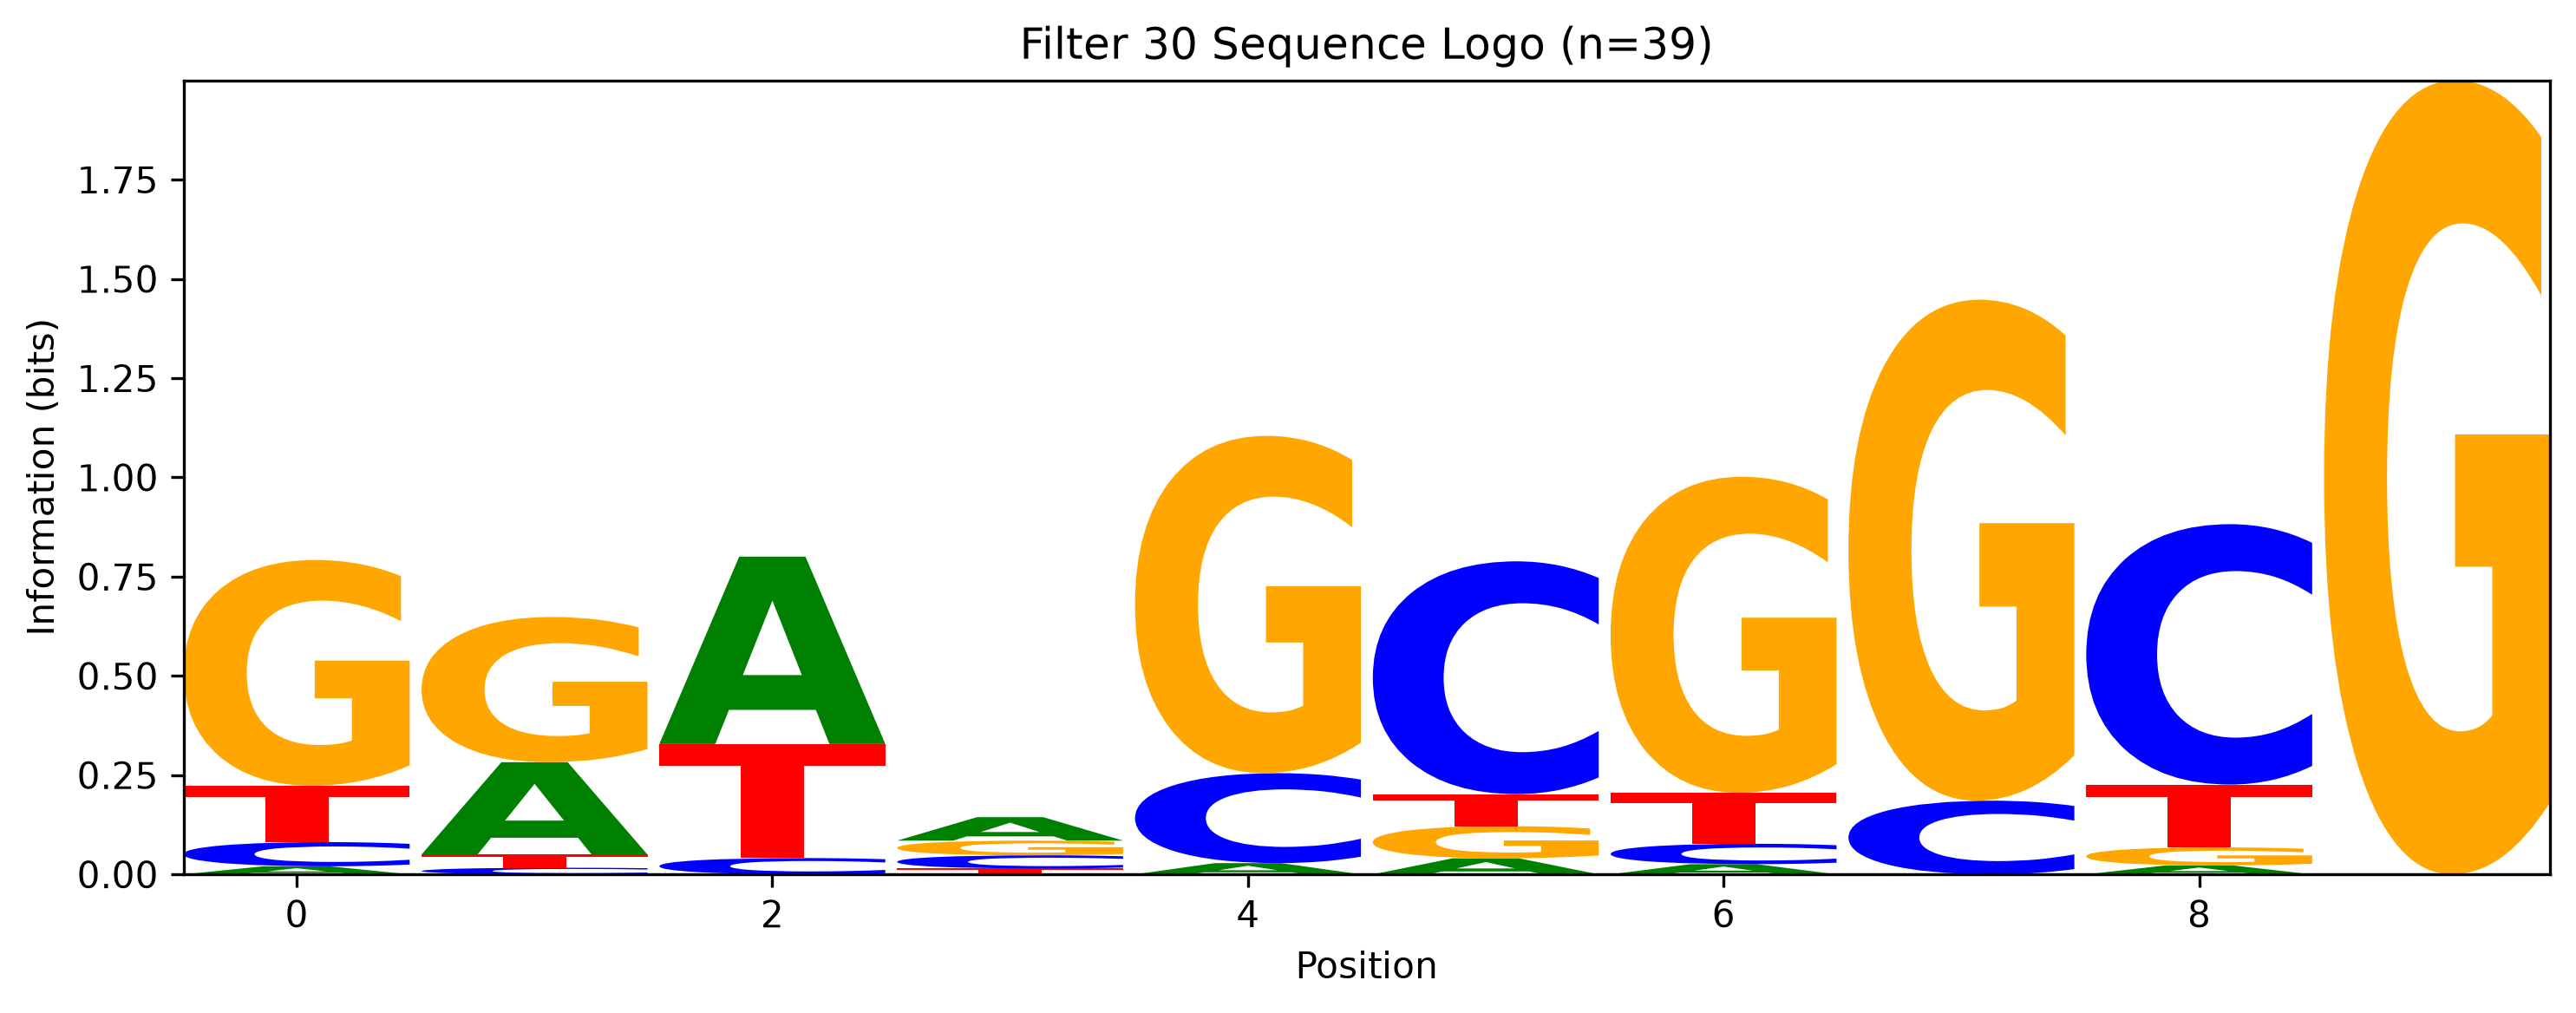 Filter 30 Sequence Logo (n=39)
Information (bits)
1.75
1.50
1.25
1.00
0.75
0.50
0.25
0.00
G G A A G C G G C G
T A T G C T T C T
C T C C A G C G
A C T A A A
0 2 4 6 8
Position